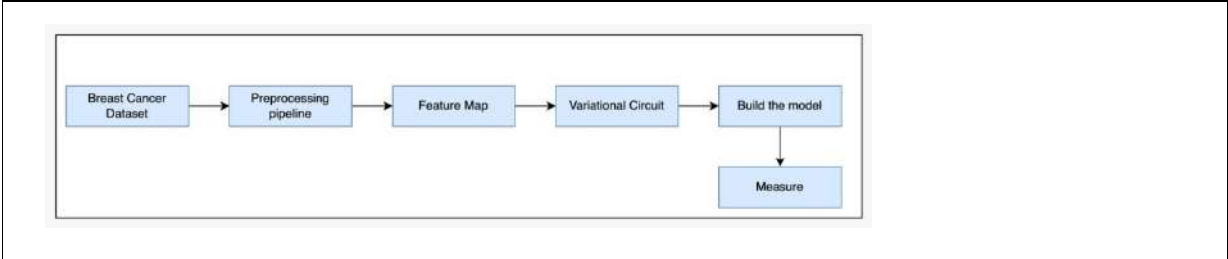 Breast Cancer
Dataset
Preprocessing
pipeline
Feature Map
Variational Circuit
Build the model
Measure